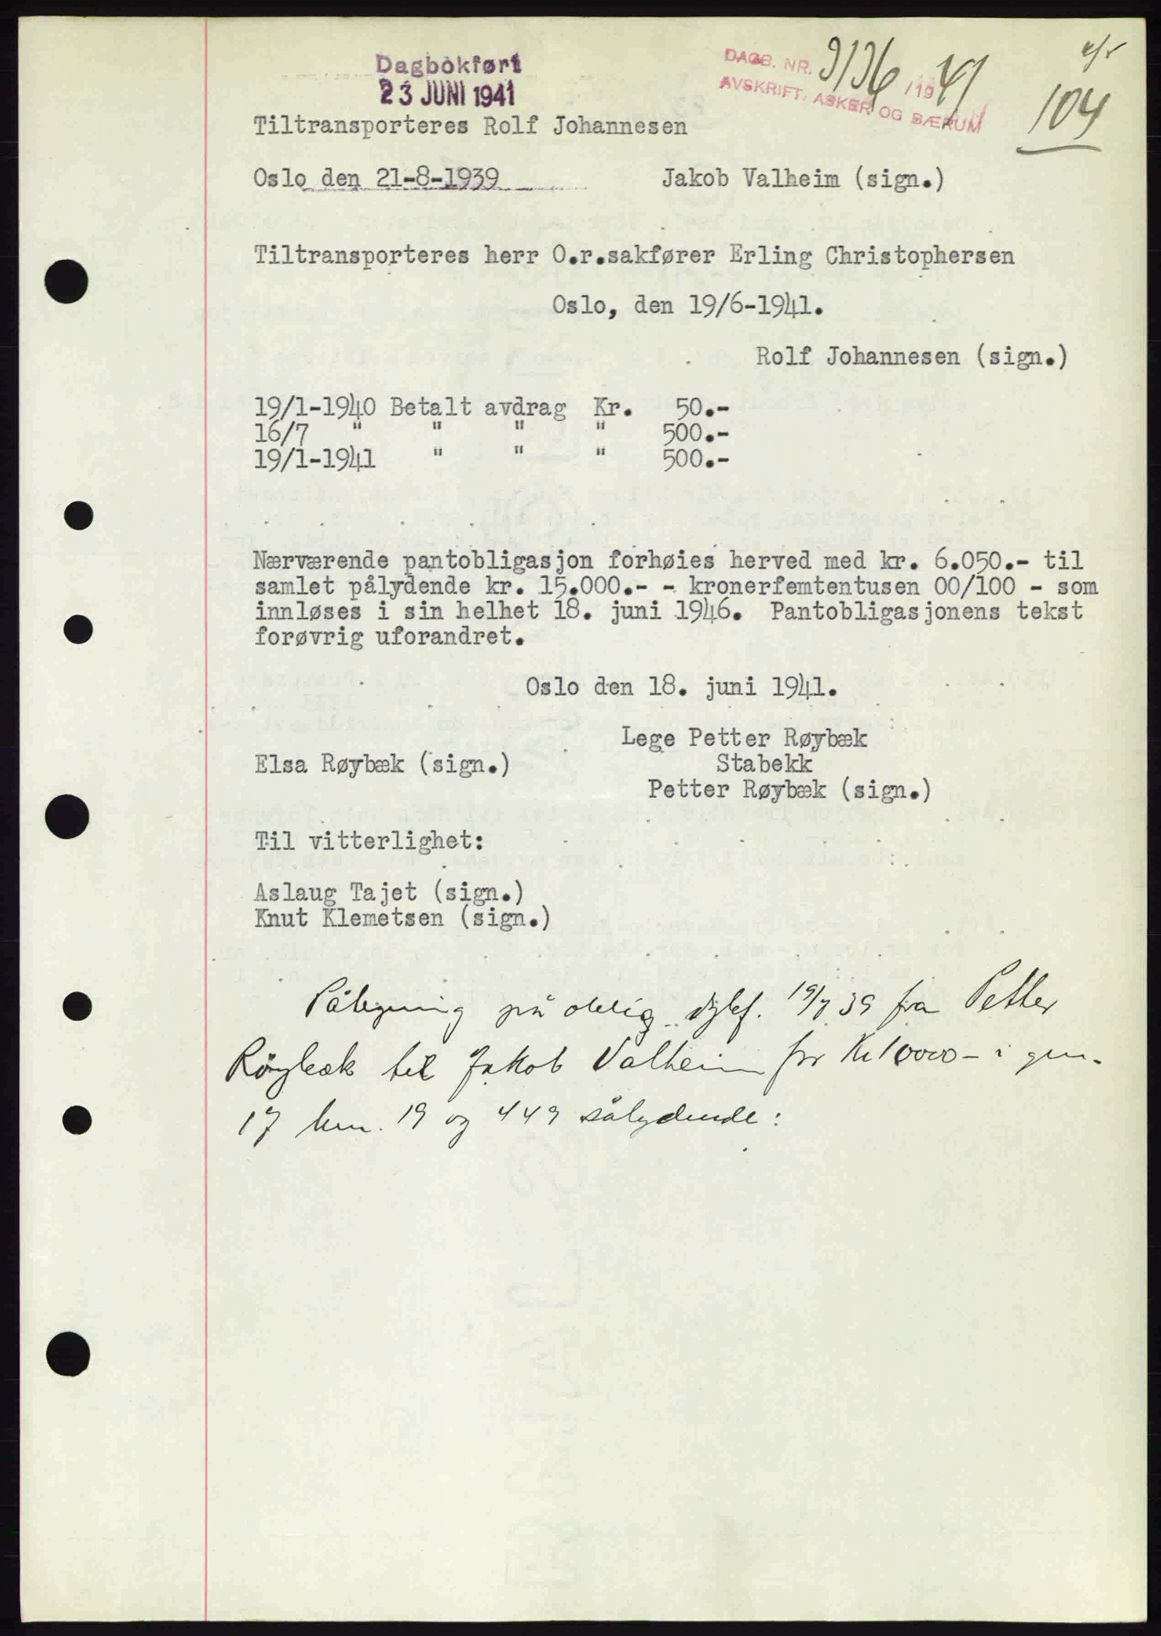 Dagbokført
23 JUNI 1941
DAGB. NR. 3136 /1941
AVSKRIFT. ASKER OG BÆRUM
104
Tiltransporteres Rolf Johannesen
Oslo den 21-8-1939 Jakob Valheim (sign.)
Tiltransporteres herr O.r.sakfører Erling Christophersen
Oslo, den 19/6-1941.
Rolf Johannesen (sign.)
19/1-1940 Betalt avdrag Kr. 50.-
16/7 " " " " 500.-
19/1-1941 " " " 500.-
Nærværende pantobligasjon forhøies herved med kr. 6.050.- til
samlet pålydende kr. 15.000.- - kronerfemtentusen 00/100 - som
innløses i sin helhet 18. juni 1946. Pantobligasjonens tekst
forøvrig uforandret.
Oslo den 18. juni 1941.
Lege Petter Røybæk
Elsa Røybæk (sign.) Stabekk
Petter Røybæk (sign.)
Til vitterlighet:
Aslaug Tajet (sign.)
Knut Klemetsen (sign.)
Påtegning på oblig. dglf. 19/7 39 fra Petter
Röybæk til Jakob Valheim for Kr 10000 - i gnr.
17 bnr. 19 og 449 sålydende: